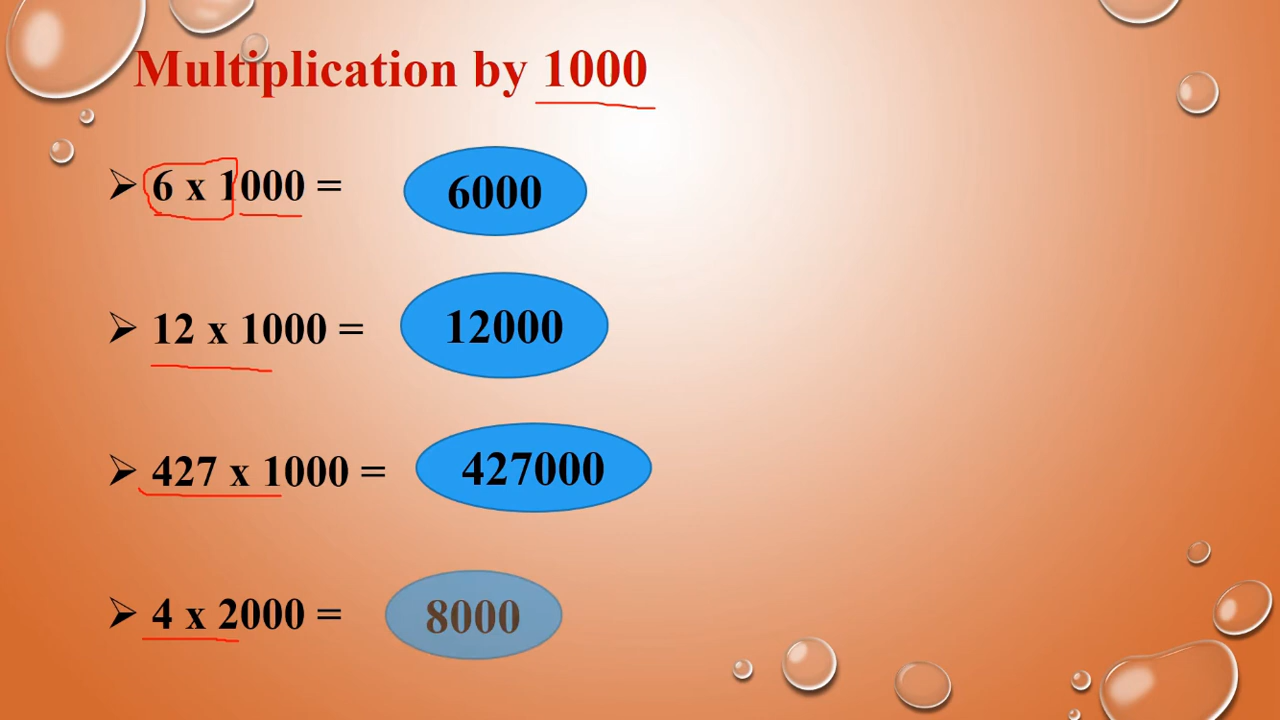 Multiplication by 1000
➢ 6 x 1000 = 6000
➢ 12 x 1000 = 12000
➢ 427 x 1000 = 427000
➢ 4 x 2000 = 8000